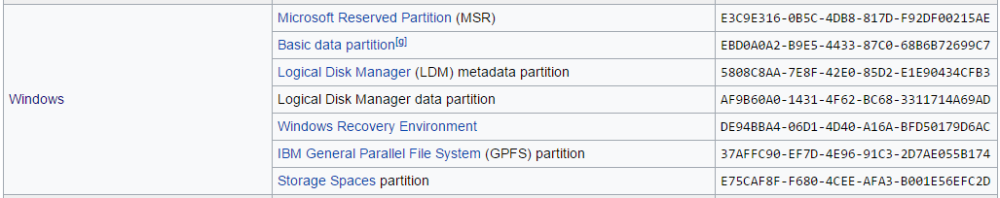 Microsoft Reserved Partition (MSR) E3C9E316-0B5C-4DB8-817D-F92DF00215AE
Basic data partition[g] EBD0A0A2-B9E5-4433-87C0-68B6B72699C7
Logical Disk Manager (LDM) metadata partition 5808C8AA-7E8F-42E0-85D2-E1E90434CFB3
Windows Logical Disk Manager data partition AF9B60A0-1431-4F62-BC68-3311714A69AD
Windows Recovery Environment DE94BBA4-06D1-4D40-A16A-BFD50179D6AC
IBM General Parallel File System (GPFS) partition 37AFFC90-EF7D-4E96-91C3-2D7AE055B174
Storage Spaces partition E75CAF8F-F680-4CEE-AFA3-B001E56EFC2D